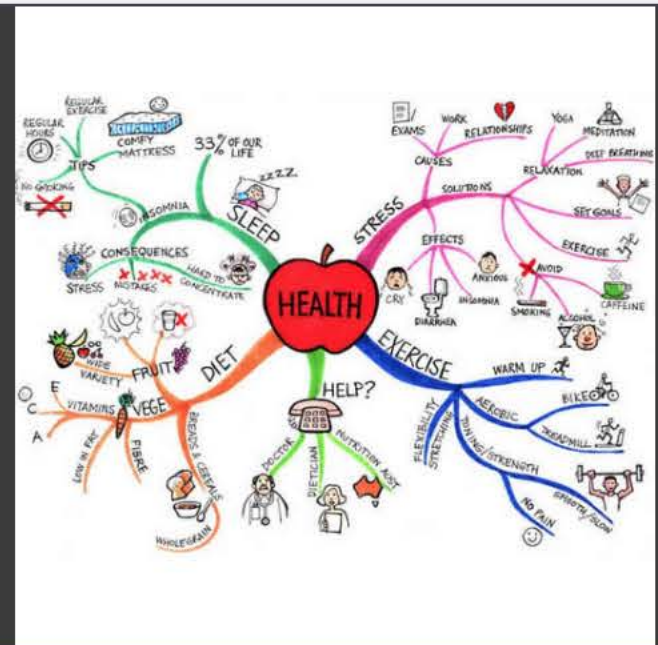 HEALTH
SLEEP
33% OF OUR
LIFE
ZZZZ
INSOMNIA
TIPS
REGULAR
EXERCISE
REGULAR
HOURS
COMFY
MATTRESS
NO SMOKING
CONSEQUENCES
STRESS
MISTAKES
HARD TO
CONCENTRATE
STRESS
CAUSES
EXAMS
WORK
RELATIONSHIPS
SOLUTIONS
RELAXATION
YOGA
MEDITATION
DEEP BREATHING
SET GOALS
EXERCISE
AVOID
SMOKING
ALCOHOL
CAFFEINE
EFFECTS
CRY
DIARRHEA
INSOMNIA
ANXIOUS
EXERCISE
WARM UP
AEROBIC
BIKE
TREADMILL
TONING/STRENGTH
SMOOTH/SLOW
NO PAIN
FLEXIBILITY
STRETCHING
HELP?
DOCTOR
DIETICIAN
NUTRITION AUST
DIET
FRUIT
WIDE
VARIETY
VEGE
VITAMINS
E
C
A
LOW IN FAT
FIBRE
BREADS & CEREALS
WHOLEGRAIN